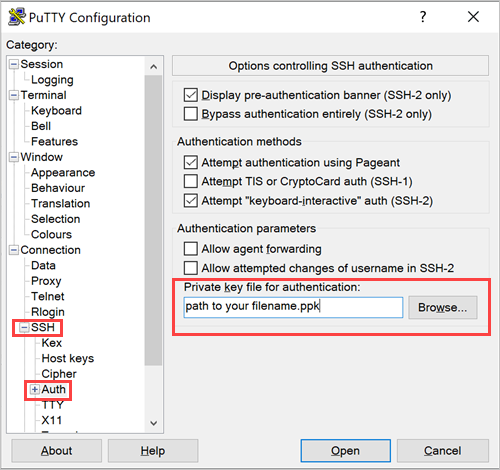 PuTTY Configuration
? ×
Category:
Session
Logging
Terminal
Keyboard
Bell
Features
Window
Appearance
Behaviour
Translation
Selection
Colours
Connection
Data
Proxy
Telnet
Rlogin
SSH
Kex
Host keys
Cipher
Auth
TTY
X11
Options controlling SSH authentication
Display pre-authentication banner (SSH-2 only)
Bypass authentication entirely (SSH-2 only)
Authentication methods
Attempt authentication using Pageant
Attempt TIS or CryptoCard auth (SSH-1)
Attempt "keyboard-interactive" auth (SSH-2)
Authentication parameters
Allow agent forwarding
Allow attempted changes of username in SSH-2
Private key file for authentication:
path to your filename.ppk
Browse...
About
Help
Open
Cancel